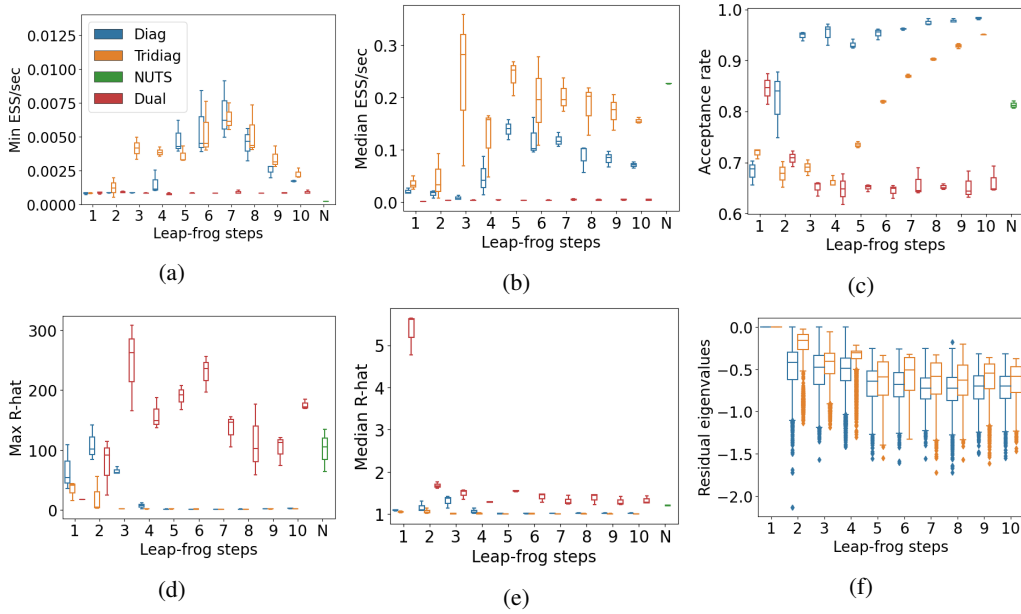 0.0125
0.0100
0.0075
0.0050
0.0025
0.0000
Min ESS/sec
Diag
Tridiag
NUTS
Dual
1 2 3 4 5 6 7 8 9 10 N
Leap-frog steps
(a)
0.3
0.2
0.1
0.0
Median ESS/sec
1 2 3 4 5 6 7 8 9 10 N
Leap-frog steps
(b)
1.0
0.9
0.8
0.7
0.6
Acceptance rate
1 2 3 4 5 6 7 8 9 10 N
Leap-frog steps
(c)
300
200
100
0
Max R-hat
1 2 3 4 5 6 7 8 9 10 N
Leap-frog steps
(d)
5
4
3
2
1
Median R-hat
1 2 3 4 5 6 7 8 9 10 N
Leap-frog steps
(e)
0.0
−0.5
−1.0
−1.5
−2.0
Residual eigenvalues
1 2 3 4 5 6 7 8 9 10
Leap-frog steps
(f)